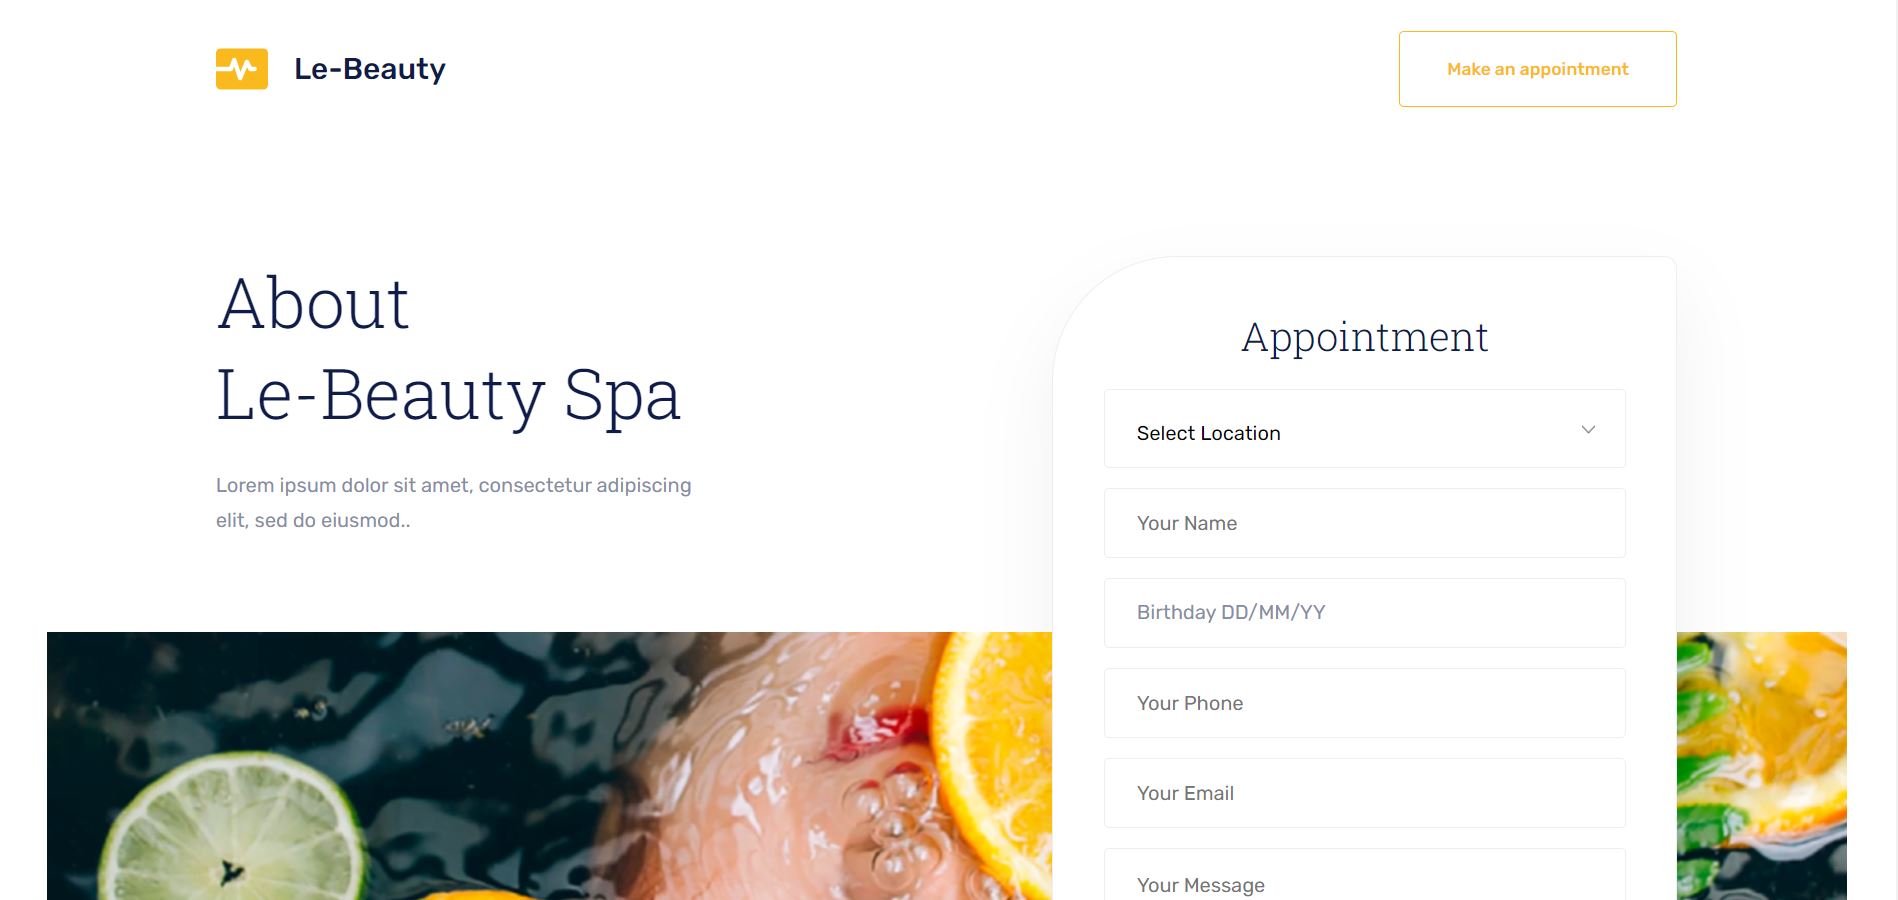 Le-Beauty
Make an appointment
About
Le-Beauty Spa
Lorem ipsum dolor sit amet, consectetur adipiscing
elit, sed do eiusmod..
Appointment
Select Location
Your Name
Birthday DD/MM/YY
Your Phone
Your Email
Your Message